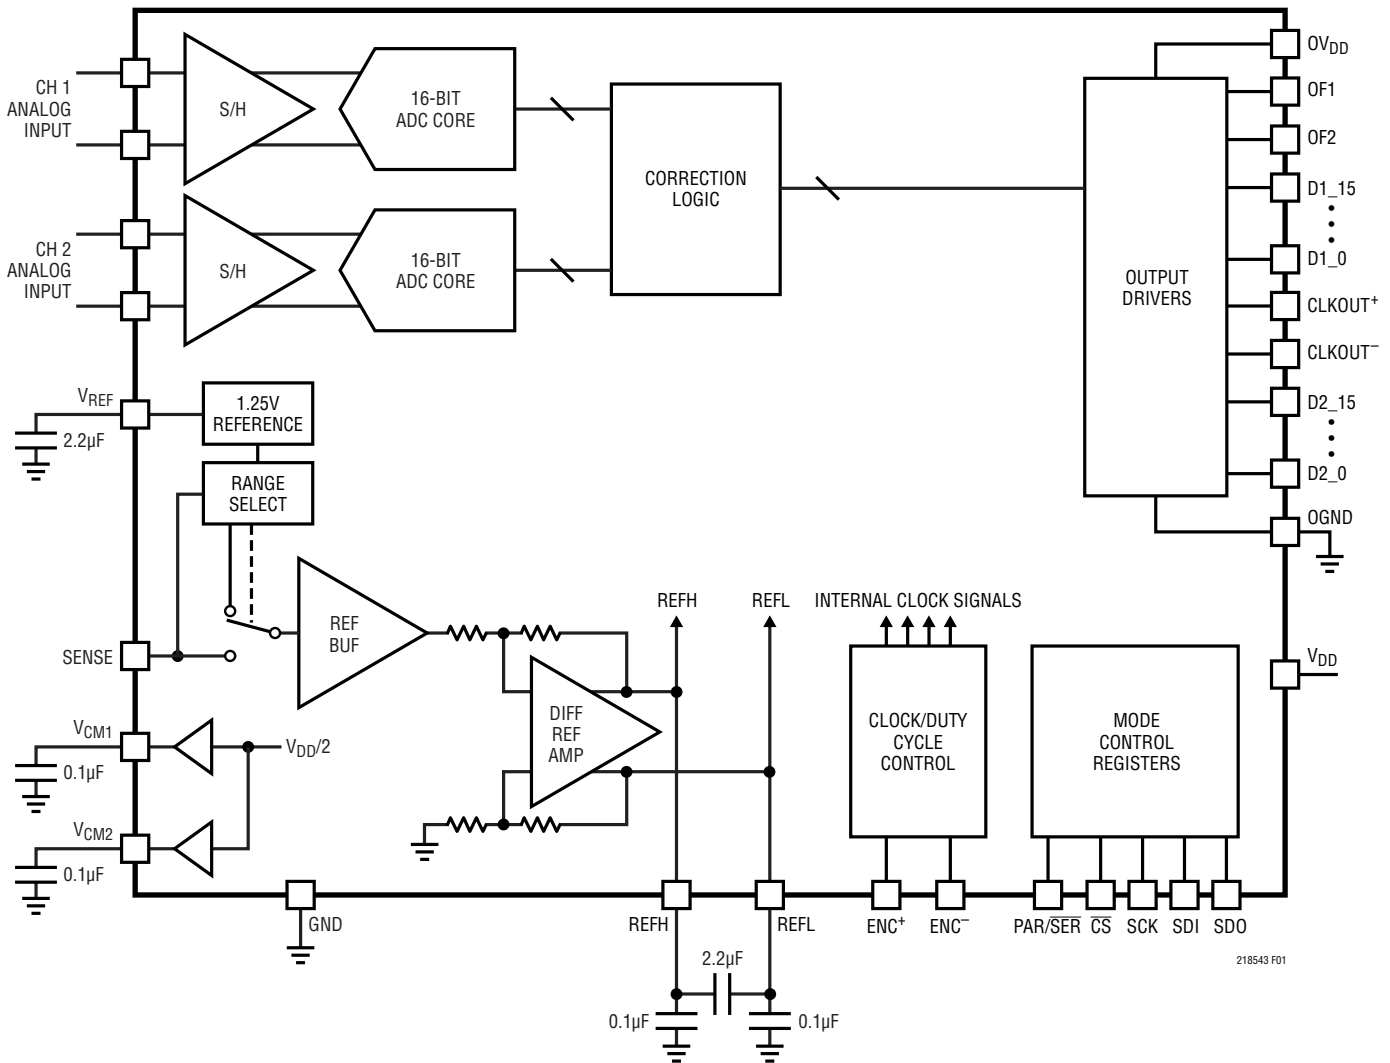 CH 1
ANALOG
INPUT
S/H
16-BIT
ADC CORE
CORRECTION
LOGIC
CH 2
ANALOG
INPUT
S/H
16-BIT
ADC CORE
OUTPUT
DRIVERS
OVDD
OF1
OF2
D1_15
D1_0
CLKOUT+
CLKOUT–
D2_15
D2_0
OGND
VDD
VREF
2.2µF
1.25V
REFERENCE
RANGE
SELECT
SENSE
REF
BUF
DIFF
REF
AMP
REFH
REFL
INTERNAL CLOCK SIGNALS
CLOCK/DUTY
CYCLE
CONTROL
MODE
CONTROL
REGISTERS
VCM1
0.1µF
VDD/2
VCM2
0.1µF
GND
REFH
REFL
ENC+
ENC–
PAR/SER
CS
SCK
SDI
SDO
2.2µF
0.1µF
0.1µF
218543 F01